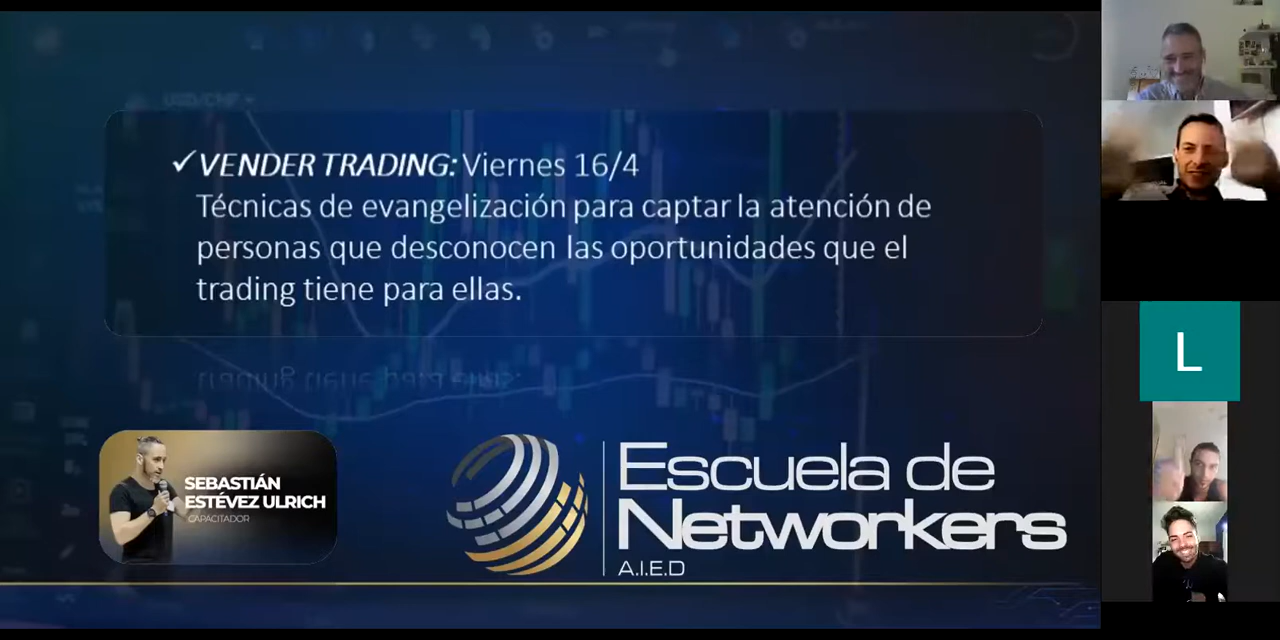 ✓VENDER TRADING: Viernes 16/4
Técnicas de evangelización para captar la atención de
personas que desconocen las oportunidades que el
trading tiene para ellas.
SEBASTIÁN
ESTÉVEZ ULRICH
CAPACITADOR
Escuela de
Networkers
A.I.E.D
L